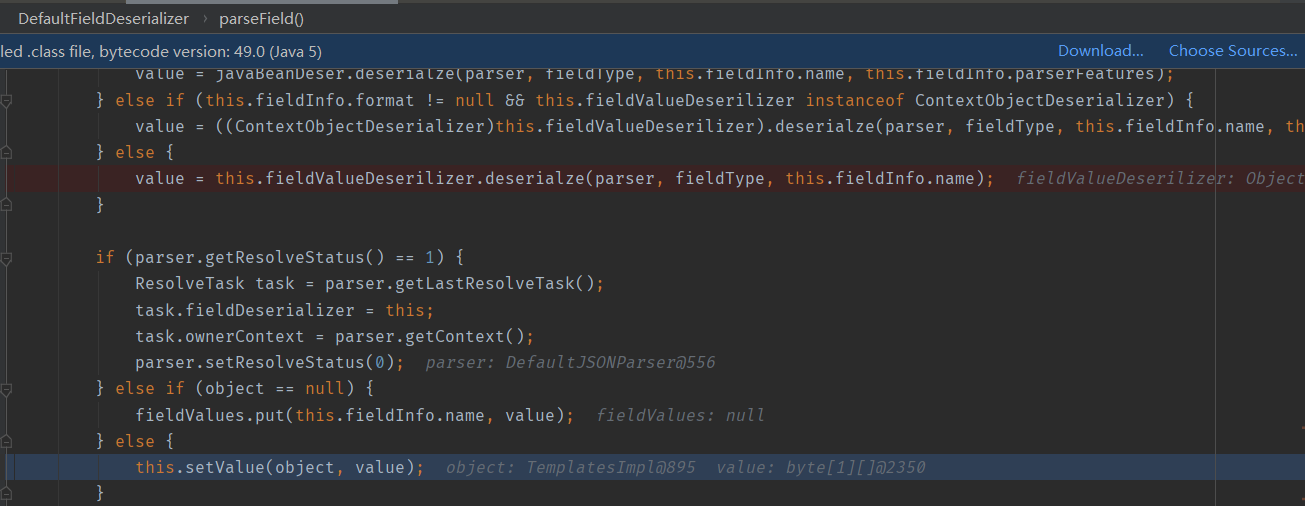 DefaultFieldDeserializer › parseField()
led .class file, bytecode version: 49.0 (Java 5) Download... Choose Sources...
value = javaBeanDeser.deserialze(parser, fieldType, this.fieldInfo.name, this.fieldInfo.parserFeatures);
} else if (this.fieldInfo.format != null && this.fieldValueDeserilizer instanceof ContextObjectDeserializer) {
value = ((ContextObjectDeserializer)this.fieldValueDeserilizer).deserialze(parser, fieldType, this.fieldInfo.name, th
} else {
value = this.fieldValueDeserilizer.deserialze(parser, fieldType, this.fieldInfo.name); fieldValueDeserilizer: Object
}
if (parser.getResolveStatus() == 1) {
ResolveTask task = parser.getLastResolveTask();
task.fieldDeserializer = this;
task.ownerContext = parser.getContext();
parser.setResolveStatus(0); parser: DefaultJSONParser@556
} else if (object == null) {
fieldValues.put(this.fieldInfo.name, value); fieldValues: null
} else {
this.setValue(object, value); object: TemplatesImpl@895 value: byte[1][]@2350
}